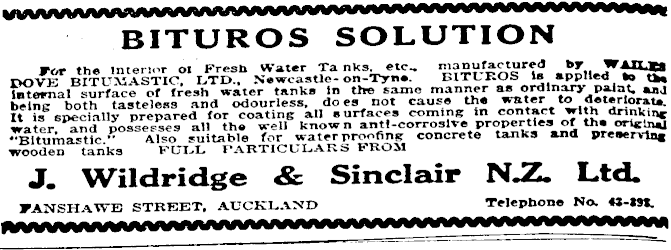 BITUROS SOLUTION
For the Interior of Fresh Water Tanks, etc., manufactured by WAILES
DOVE BITUMASTIC, LTD., Newcastle-on-Tyne. BITUROS is applied to the
internal surface of fresh water tanks in the same manner as ordinary paint, and
being both tasteless and odourless, does not cause the water to deteriorate.
It is specially prepared for coating all surfaces coming in contact with drinking
water, and possesses all the well known anti-corrosive properties of the original
"Bitumastic." Also suitable for waterproofing concrete tanks and preserving
wooden tanks FULL PARTICULARS FROM
J. Wildridge & Sinclair N.Z. Ltd.
FANSHAWE STREET, AUCKLAND Telephone No. 43-898.